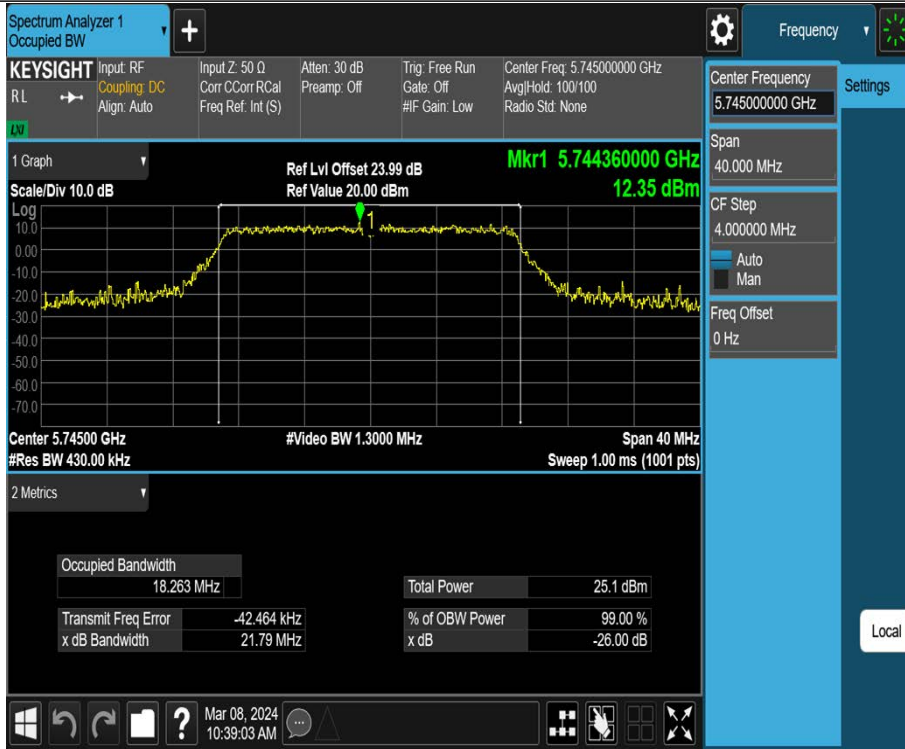 Spectrum Analyzer 1
Occupied BW
+
Frequency
KEYSIGHT
R L
LXI
Input: RF
Coupling: DC
Align: Auto
Input Z: 50 Ω
Corr CCorr RCal
Freq Ref: Int (S)
Atten: 30 dB
Preamp: Off
Trig: Free Run
Gate: Off
#IF Gain: Low
Center Freq: 5.745000000 GHz
Avg|Hold: 100/100
Radio Std: None
Center Frequency
5.745000000 GHz
Settings
Span
40.000 MHz
CF Step
4.000000 MHz
Auto
Man
Freq Offset
0 Hz
Local
1 Graph
Scale/Div 10.0 dB
Ref Lvl Offset 23.99 dB
Ref Value 20.00 dBm
Mkr1 5.744360000 GHz
12.35 dBm
Log
10.0
0.00
-10.0
-20.0
-30.0
-40.0
-50.0
-60.0
-70.0
1
Center 5.74500 GHz
#Video BW 1.3000 MHz
Span 40 MHz
#Res BW 430.00 kHz
Sweep 1.00 ms (1001 pts)
2 Metrics
Occupied Bandwidth
18.263 MHz
Total Power 25.1 dBm
Transmit Freq Error -42.464 kHz
% of OBW Power 99.00 %
x dB Bandwidth 21.79 MHz
x dB -26.00 dB
?
Mar 08, 2024
10:39:03 AM